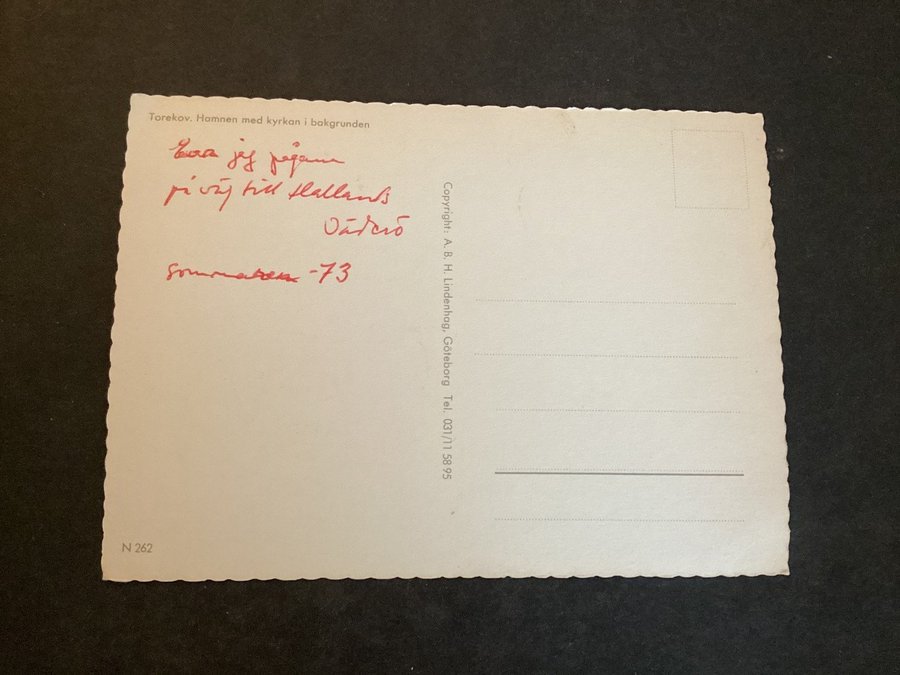 Torekov. Hamnen med kyrkan i bakgrunden
Eva jag
på väg till Hallands
Väderö
sommaren -73
Copyright: A. B. H. Lindenhag, Göteborg Tel. 031/11 58 95
N 262